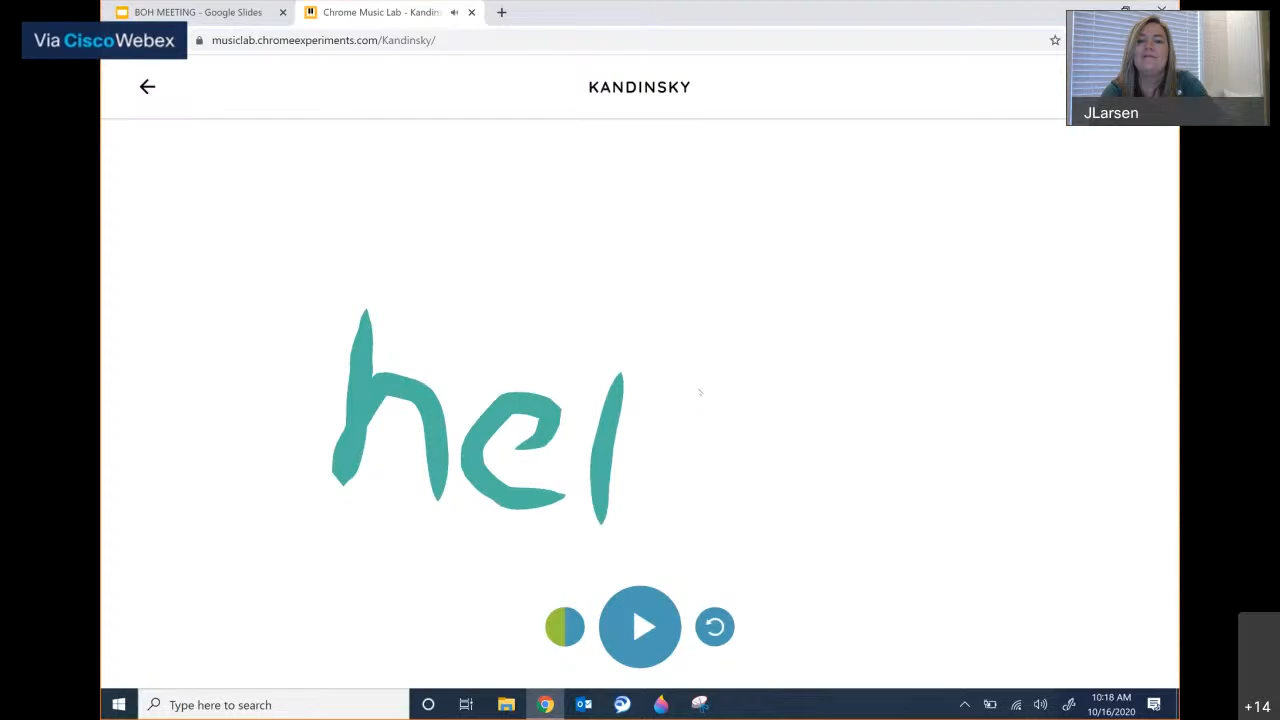 BOH MEETING - Google Slides
Chrome Music Lab - Kandin
Via CiscoWebex
musiclab.chromeexperiments.com
ndinsky/
KANDINSKY
JLarsen
hel
Type here to search
10:18 AM
10/16/2020
+14